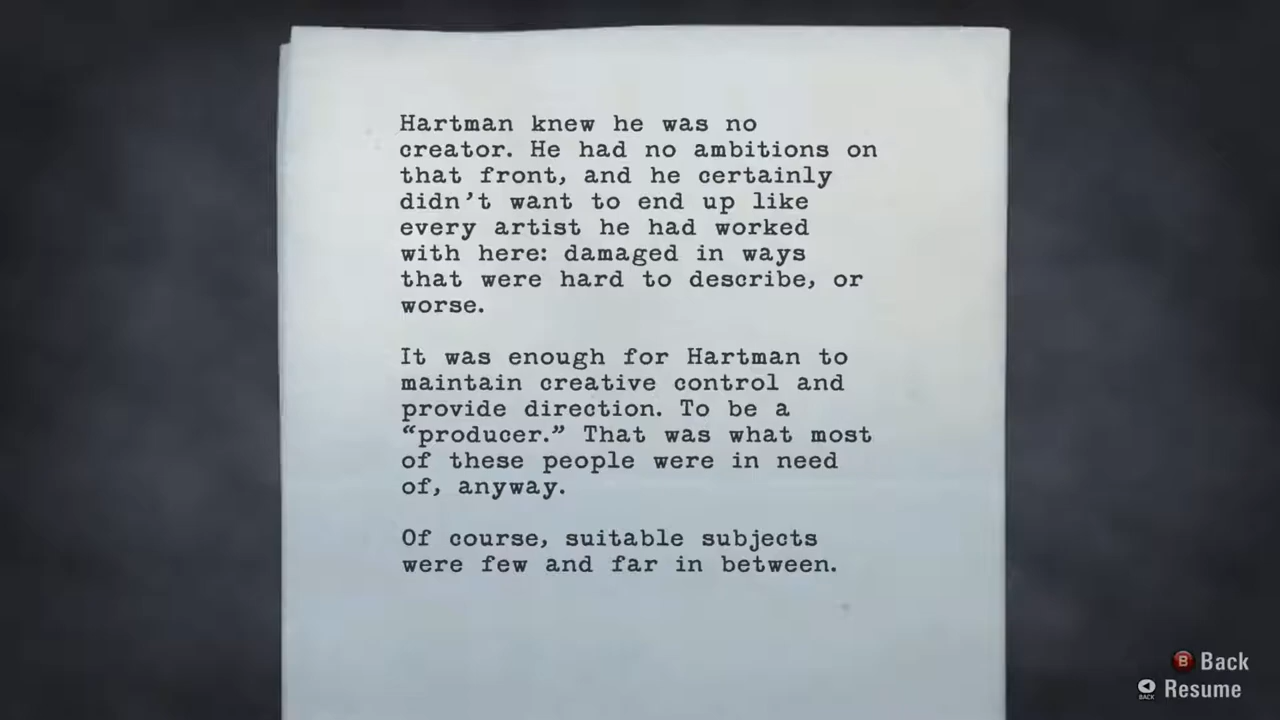 Hartman knew he was no
creator. He had no ambitions on
that front, and he certainly
didn’t want to end up like
every artist he had worked
with here: damaged in ways
that were hard to describe, or
worse.
It was enough for Hartman to
maintain creative control and
provide direction. To be a
“producer.” That was what most
of these people were in need
of, anyway.
Of course, suitable subjects
were few and far in between.
B Back
BACK Resume